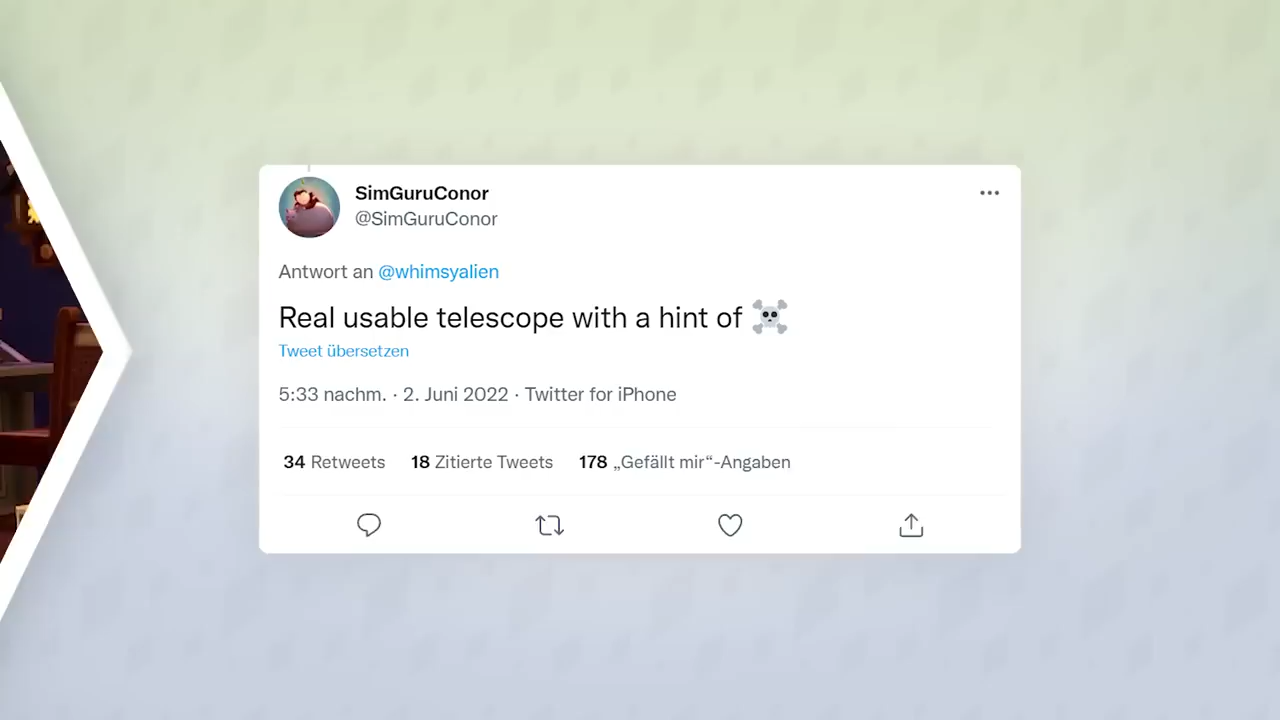 SimGuruConor
@SimGuruConor
Antwort an @whimsyalien
Real usable telescope with a hint of ☠️
Tweet übersetzen
5:33 nachm. · 2. Juni 2022 · Twitter for iPhone
34 Retweets 18 Zitierte Tweets 178 „Gefällt mir“-Angaben